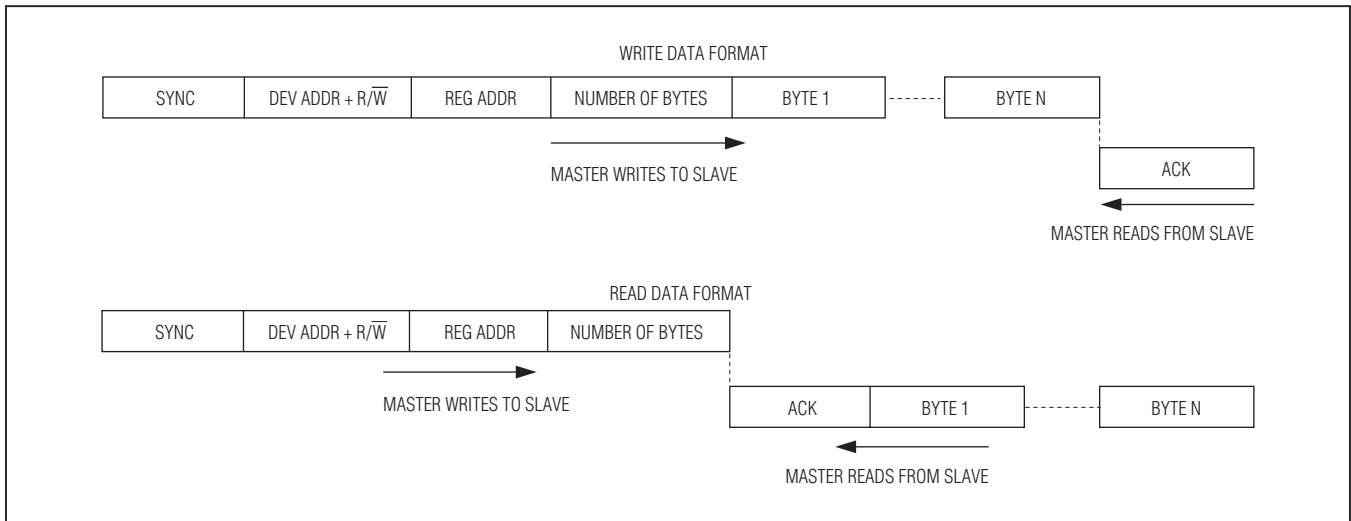 WRITE DATA FORMAT
SYNC DEV ADDR + R/W̅ REG ADDR NUMBER OF BYTES BYTE 1 BYTE N
ACK
MASTER WRITES TO SLAVE
MASTER READS FROM SLAVE
READ DATA FORMAT
SYNC DEV ADDR + R/W̅ REG ADDR NUMBER OF BYTES
MASTER WRITES TO SLAVE
ACK BYTE 1 BYTE N
MASTER READS FROM SLAVE